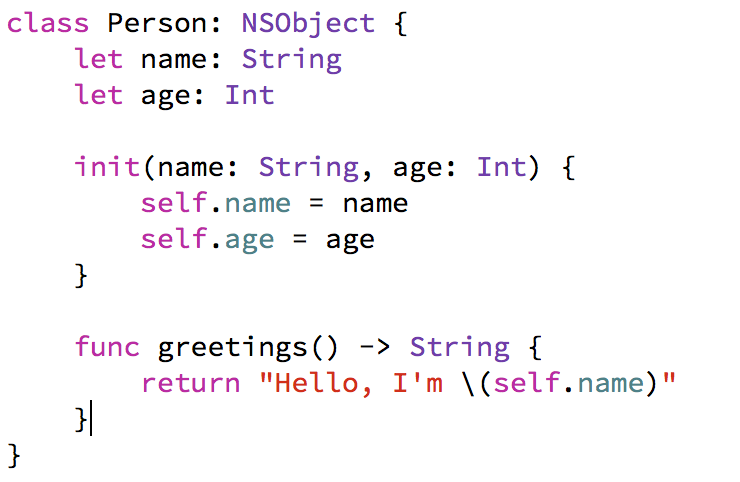 class Person: NSObject {
    let name: String
    let age: Int

    init(name: String, age: Int) {
        self.name = name
        self.age = age
    }

    func greetings() -> String {
        return "Hello, I'm \(self.name)"
    }
}